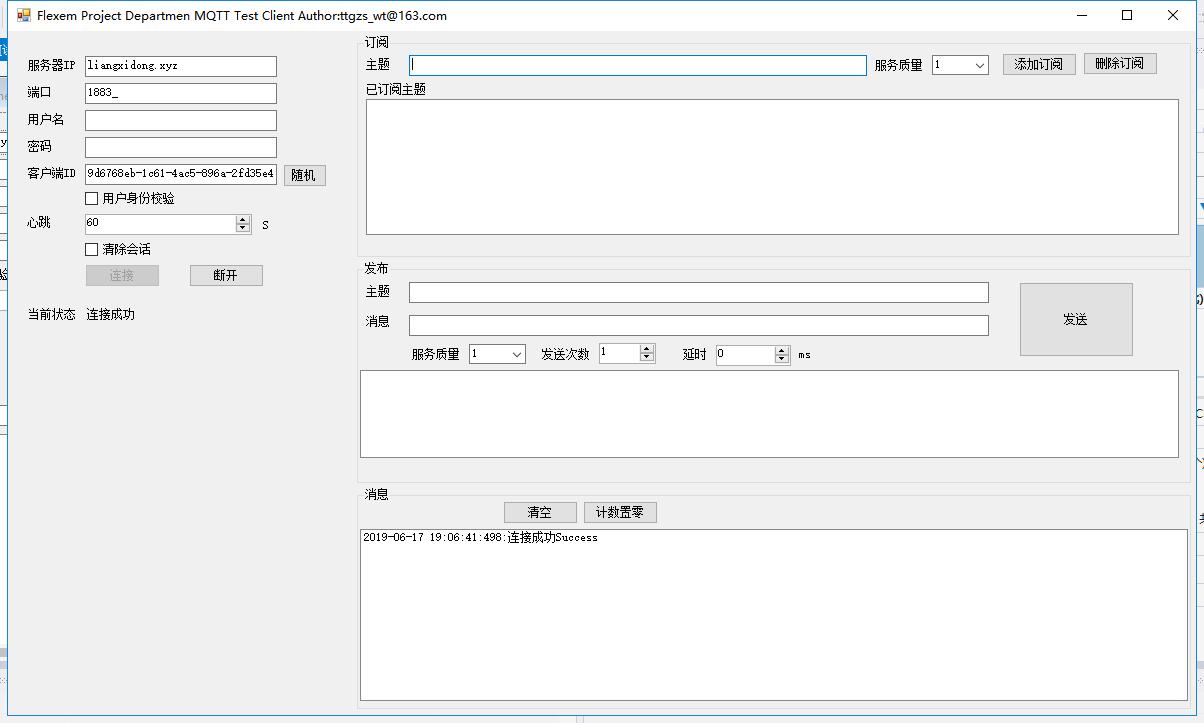 Flexem Project Departmen MQTT Test Client Author:ttgzs_wt@163.com
服务器IP liangxidong.xyz
端口 1883_
用户名
密码
客户端ID 9d6768eb-1c61-4ac5-896a-2fd35e4 随机
用户身份校验
心跳 60 S
清除会话
连接 断开
当前状态 连接成功
订阅
主题 服务质量 1 添加订阅 删除订阅
已订阅主题
发布
主题
消息
发送
服务质量 1 发送次数 1 延时 0 ms
消息
清空 计数置零
2019-06-17 19:06:41:498:连接成功Success